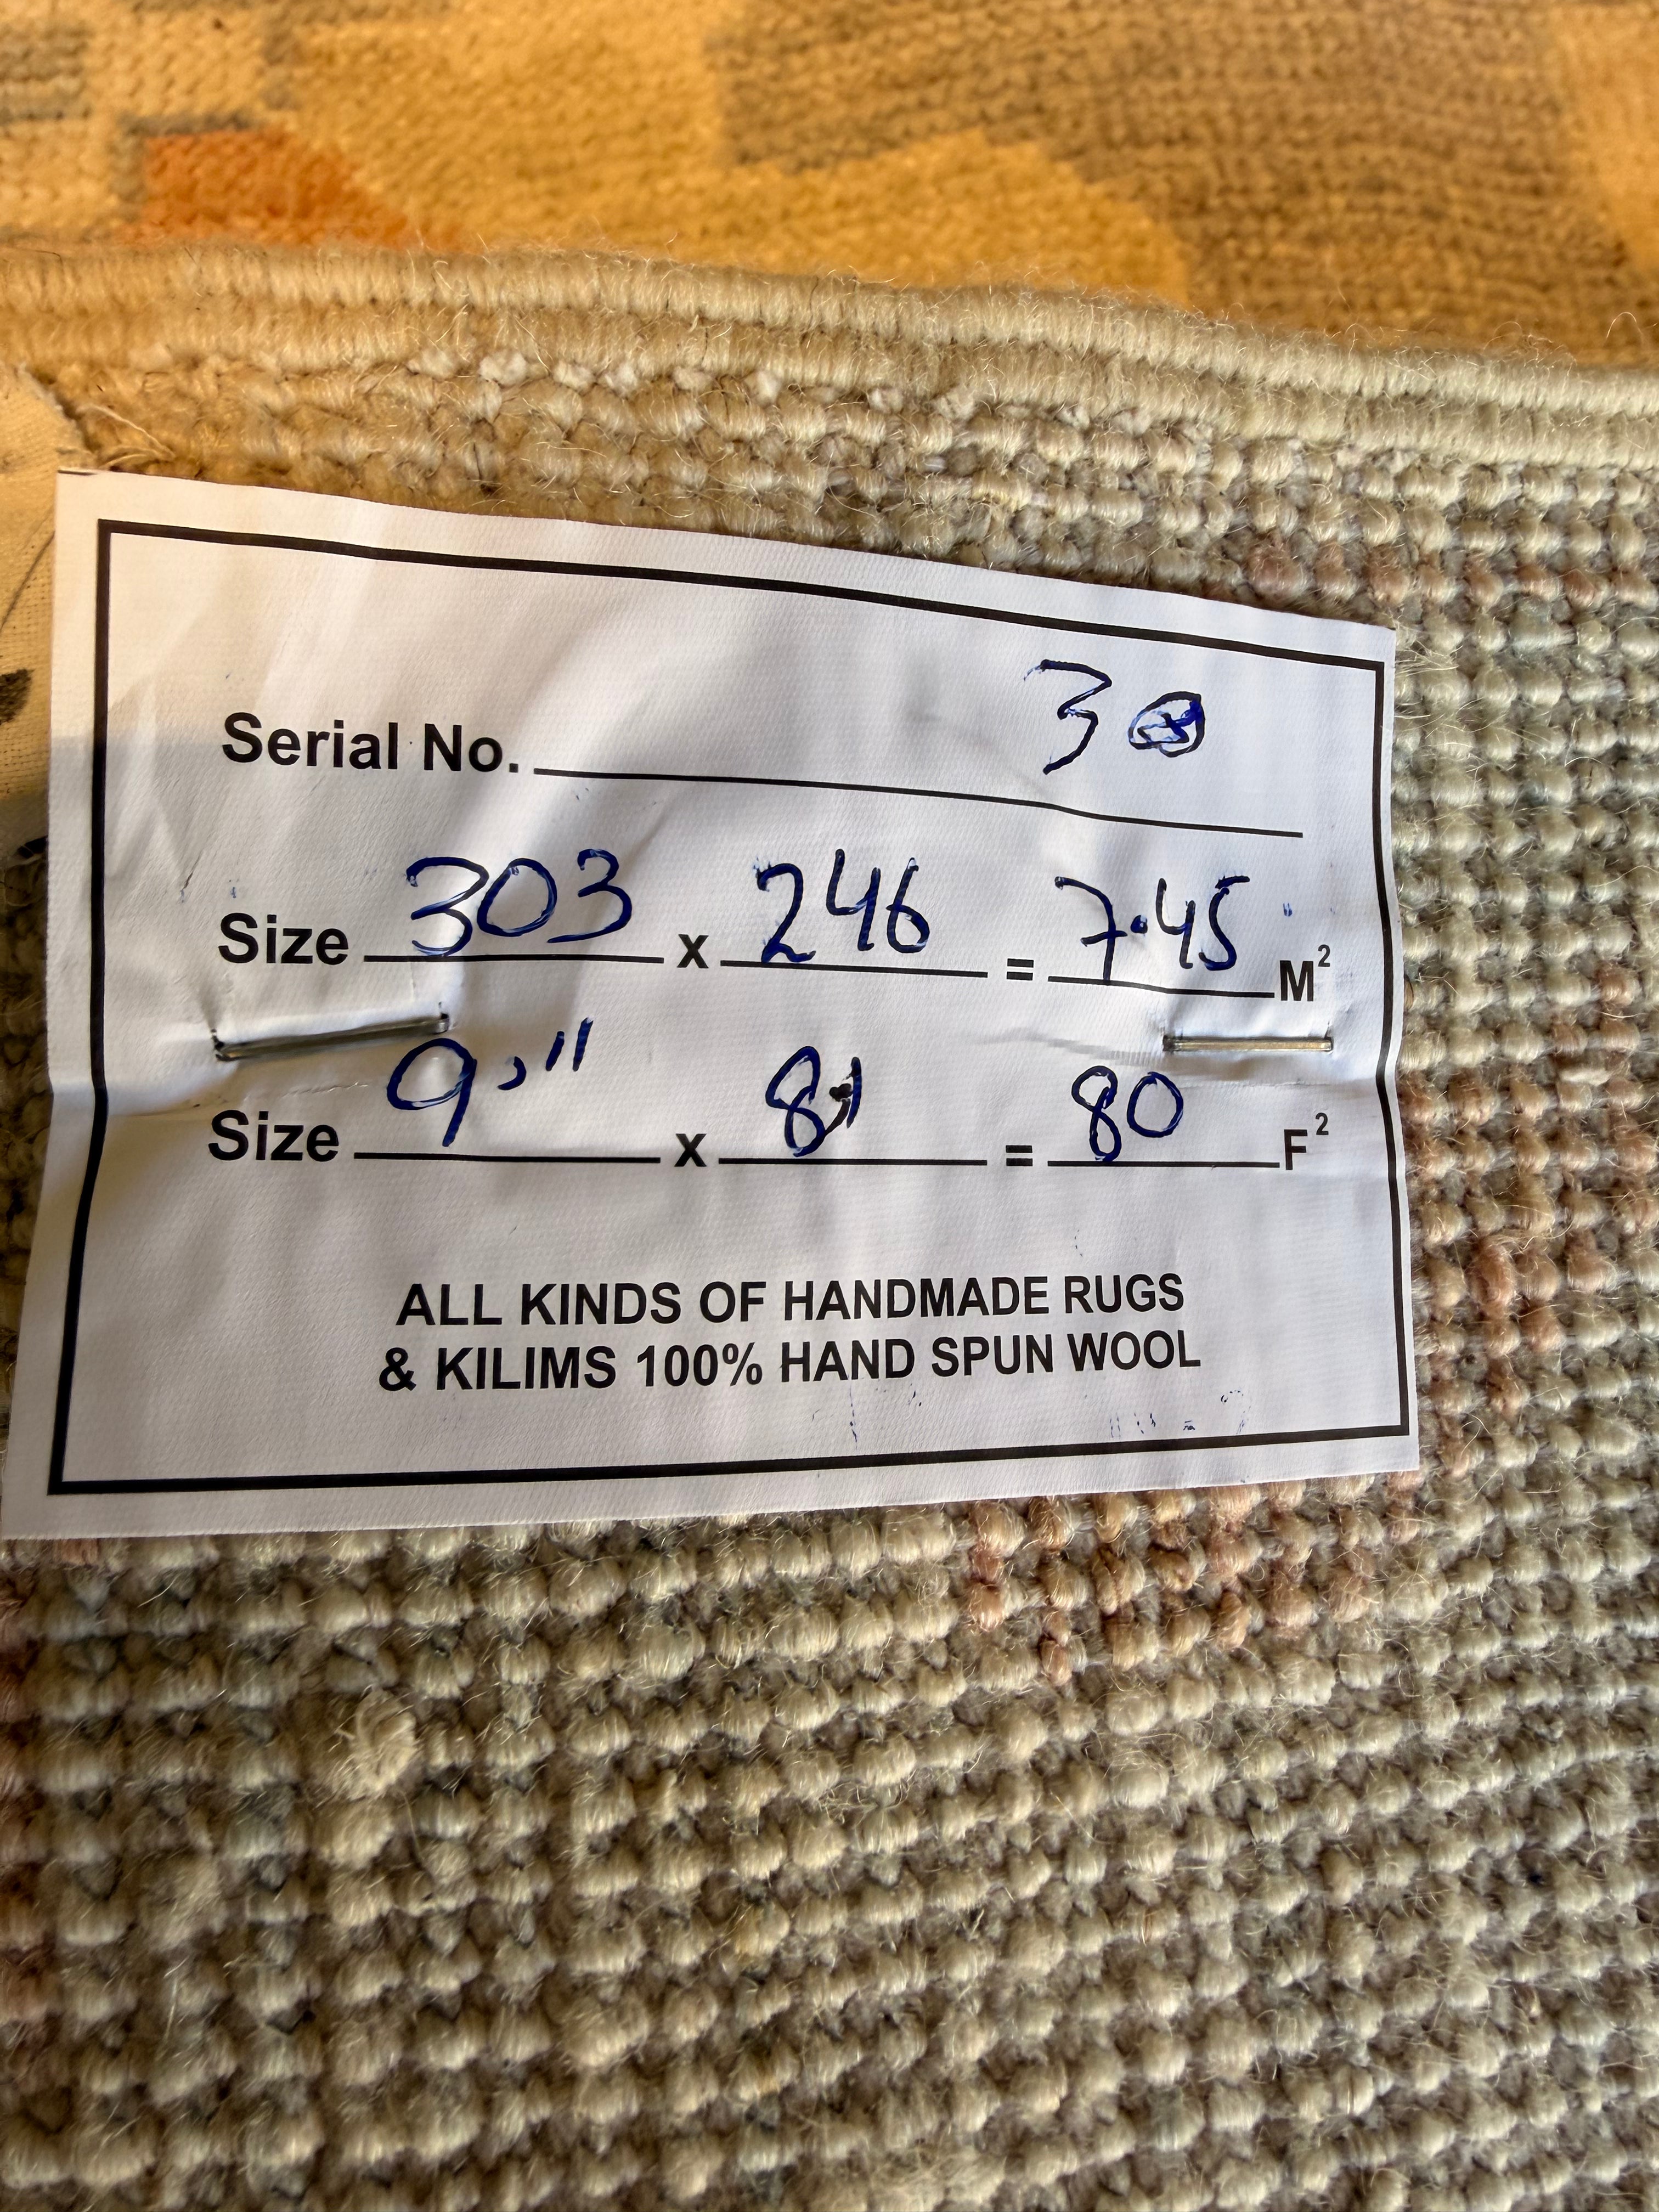 Serial No. 3
Size 303 x 246 = 7.45 M²
Size 9,11 x 8,1 = 80 F²
ALL KINDS OF HANDMADE RUGS
& KILIMS 100% HAND SPUN WOOL